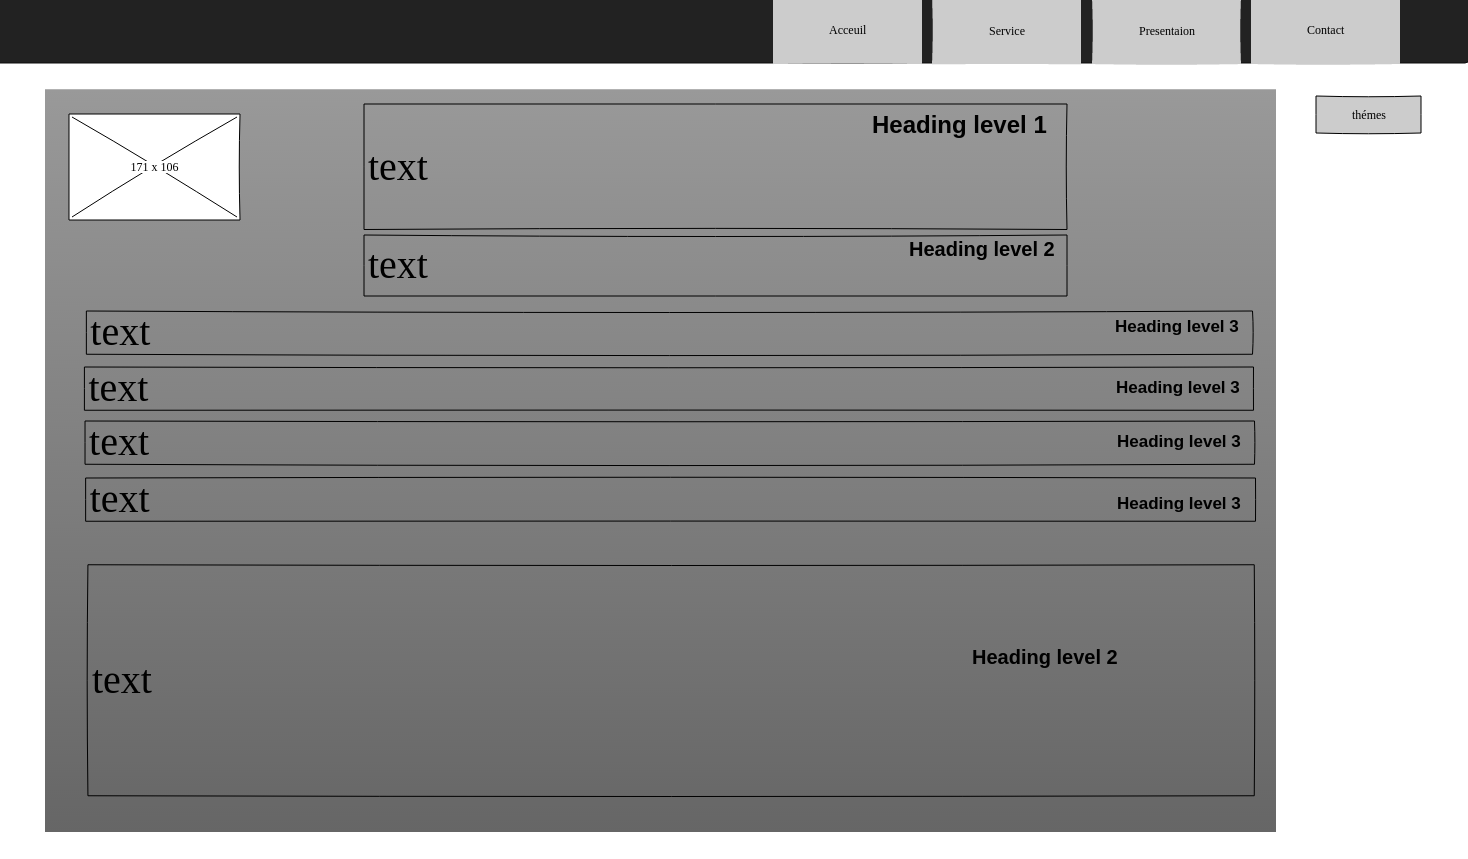 Acceuil
Service
Presentaion
Contact
thémes
171 x 106
Heading level 1
text
Heading level 2
text
text
Heading level 3
text
Heading level 3
text
Heading level 3
text
Heading level 3
Heading level 2
text